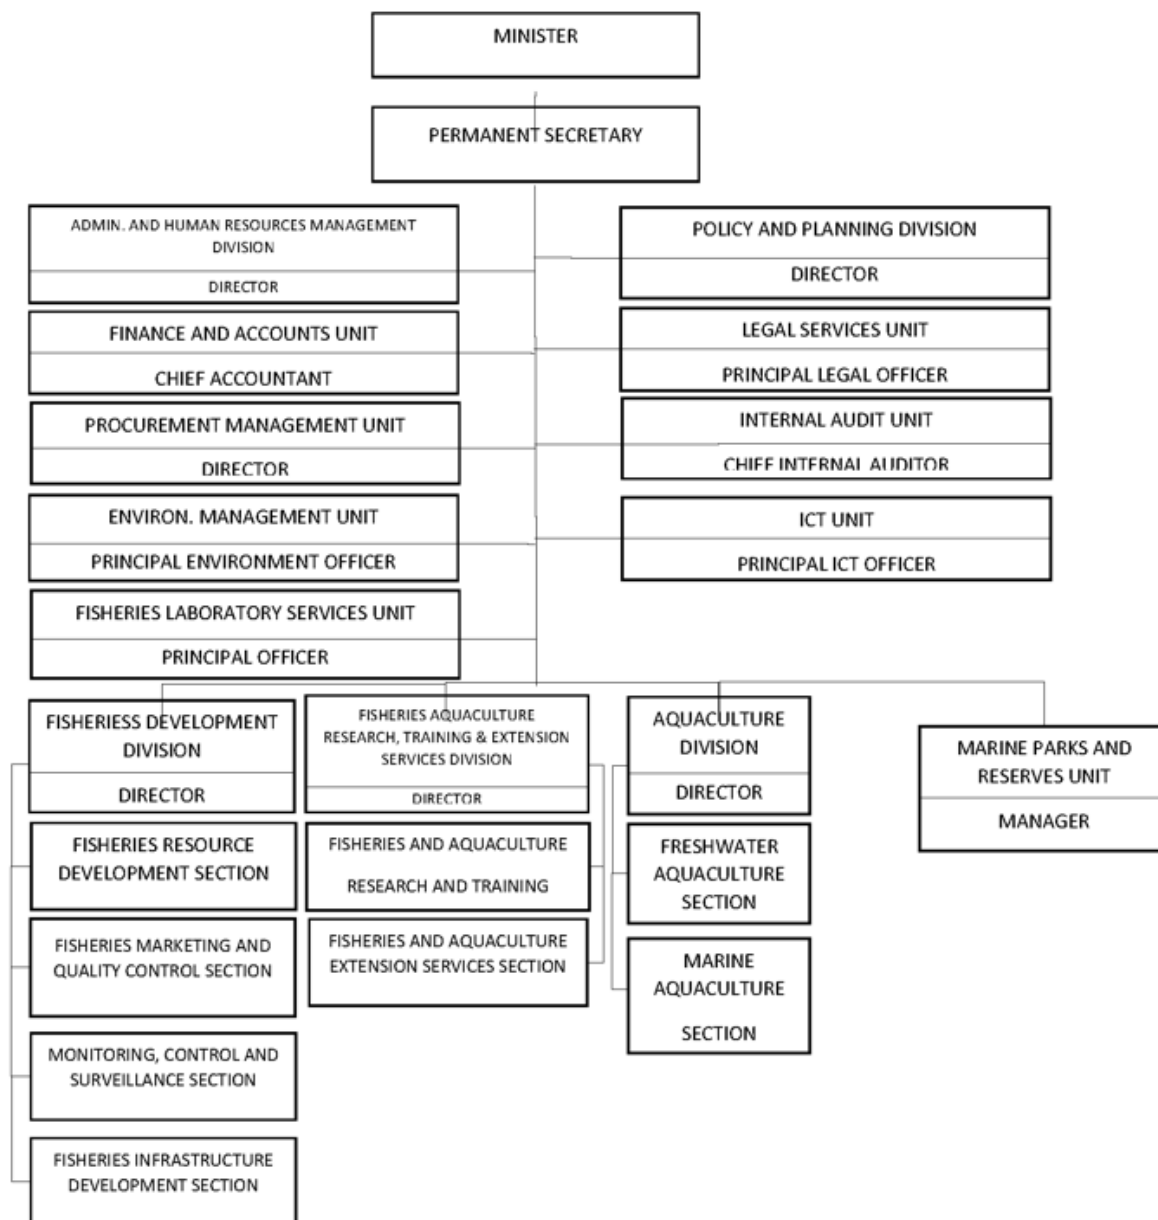 MINISTER
PERMANENT SECRETARY
ADMIN. AND HUMAN RESOURCES MANAGEMENT
DIVISION
DIRECTOR
POLICY AND PLANNING DIVISION
DIRECTOR
FINANCE AND ACCOUNTS UNIT
CHIEF ACCOUNTANT
LEGAL SERVICES UNIT
PRINCIPAL LEGAL OFFICER
PROCUREMENT MANAGEMENT UNIT
DIRECTOR
INTERNAL AUDIT UNIT
CHIEF INTERNAL AUDITOR
ENVIRON. MANAGEMENT UNIT
PRINCIPAL ENVIRONMENT OFFICER
ICT UNIT
PRINCIPAL ICT OFFICER
FISHERIES LABORATORY SERVICES UNIT
PRINCIPAL OFFICER
FISHERIESS DEVELOPMENT
DIVISION
DIRECTOR
FISHERIES RESOURCE
DEVELOPMENT SECTION
FISHERIES MARKETING AND
QUALITY CONTROL SECTION
MONITORING, CONTROL AND
SURVEILLANCE SECTION
FISHERIES INFRASTRUCTURE
DEVELOPMENT SECTION
FISHERIES AQUACULTURE
RESEARCH, TRAINING & EXTENSION
SERVICES DIVISION
DIRECTOR
FISHERIES AND AQUACULTURE
RESEARCH AND TRAINING
FISHERIES AND AQUACULTURE
EXTENSION SERVICES SECTION
AQUACULTURE
DIVISION
DIRECTOR
FRESHWATER
AQUACULTURE
SECTION
MARINE
AQUACULTURE
SECTION
MARINE PARKS AND
RESERVES UNIT
MANAGER